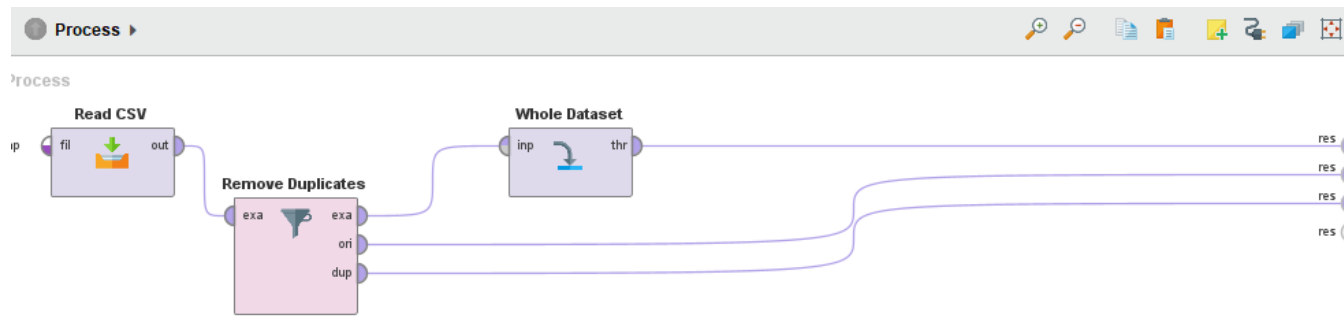 Process
Process
Read CSV
Whole Dataset
fil
out
inp
thr
res
res
Remove Duplicates
exa
exa
res
ori
res
dup